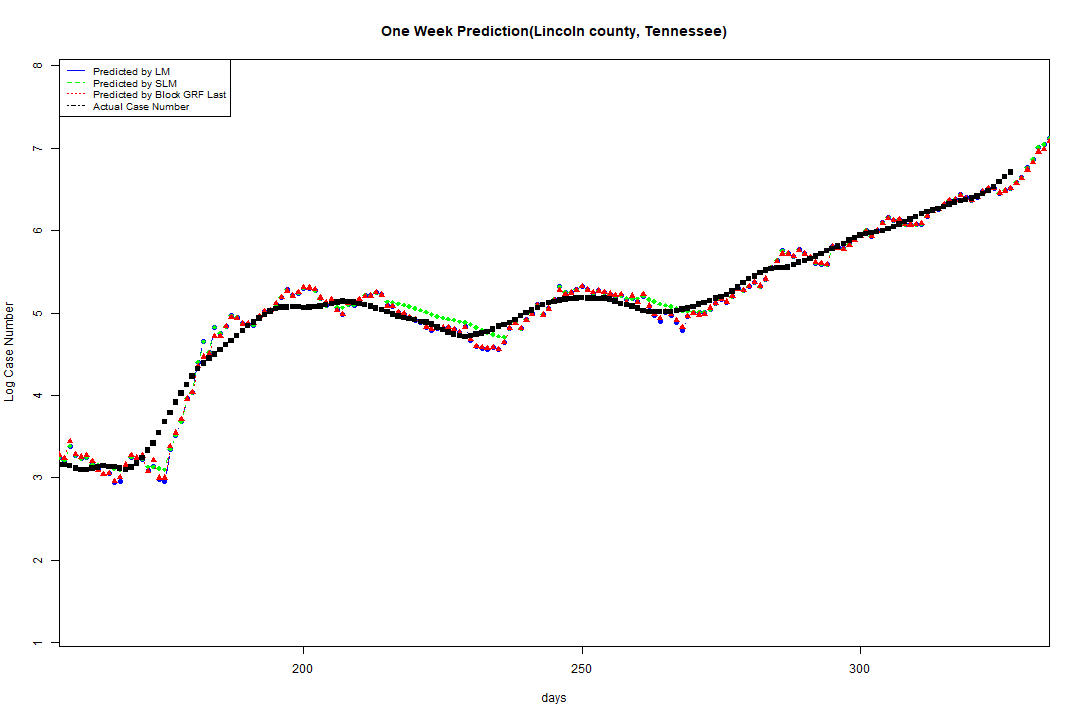 One Week Prediction(Lincoln county, Tennessee)
Predicted by LM
Predicted by SLM
Predicted by Block GRF Last
Actual Case Number
8
7
6
5
4
3
2
1
Log Case Number
200
250
300
days